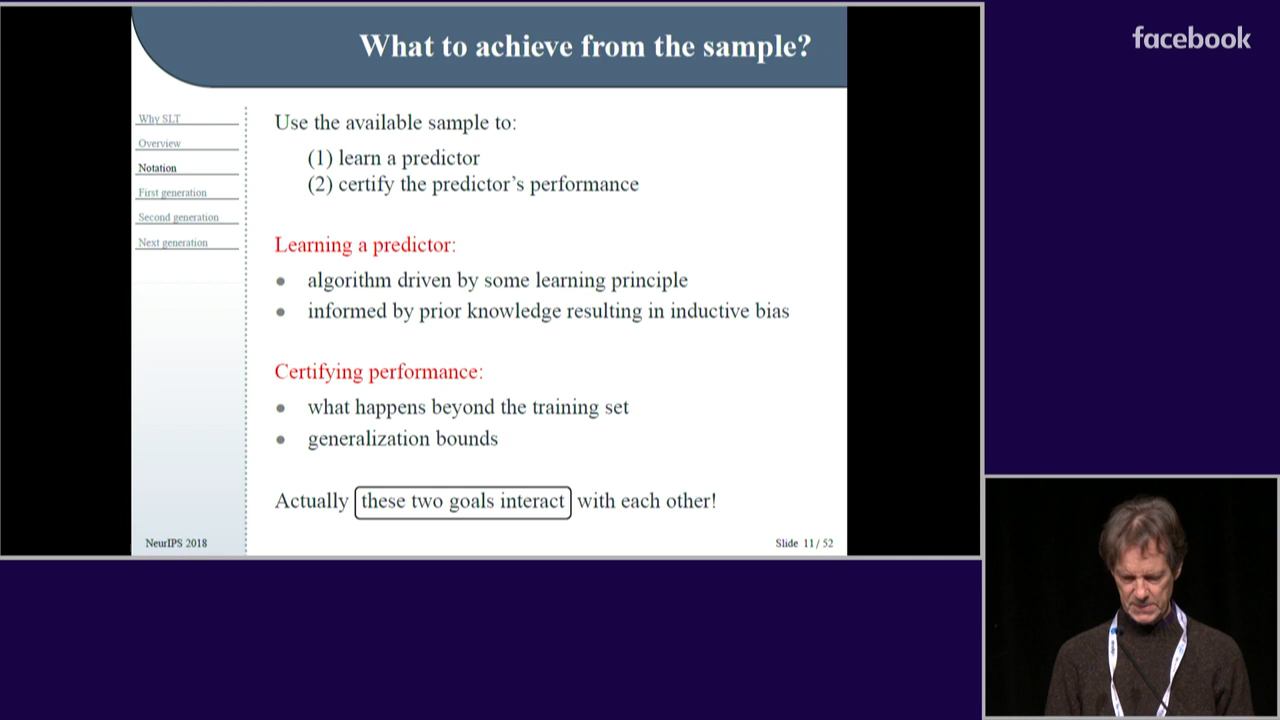 What to achieve from the sample?
facebook
Why SLT
Overview
Notation
First generation
Second generation
Next generation
Use the available sample to:
(1) learn a predictor
(2) certify the predictor's performance
Learning a predictor:
• algorithm driven by some learning principle
• informed by prior knowledge resulting in inductive bias
Certifying performance:
• what happens beyond the training set
• generalization bounds
Actually these two goals interact with each other!
NeurIPS 2018
Slide 11 / 52